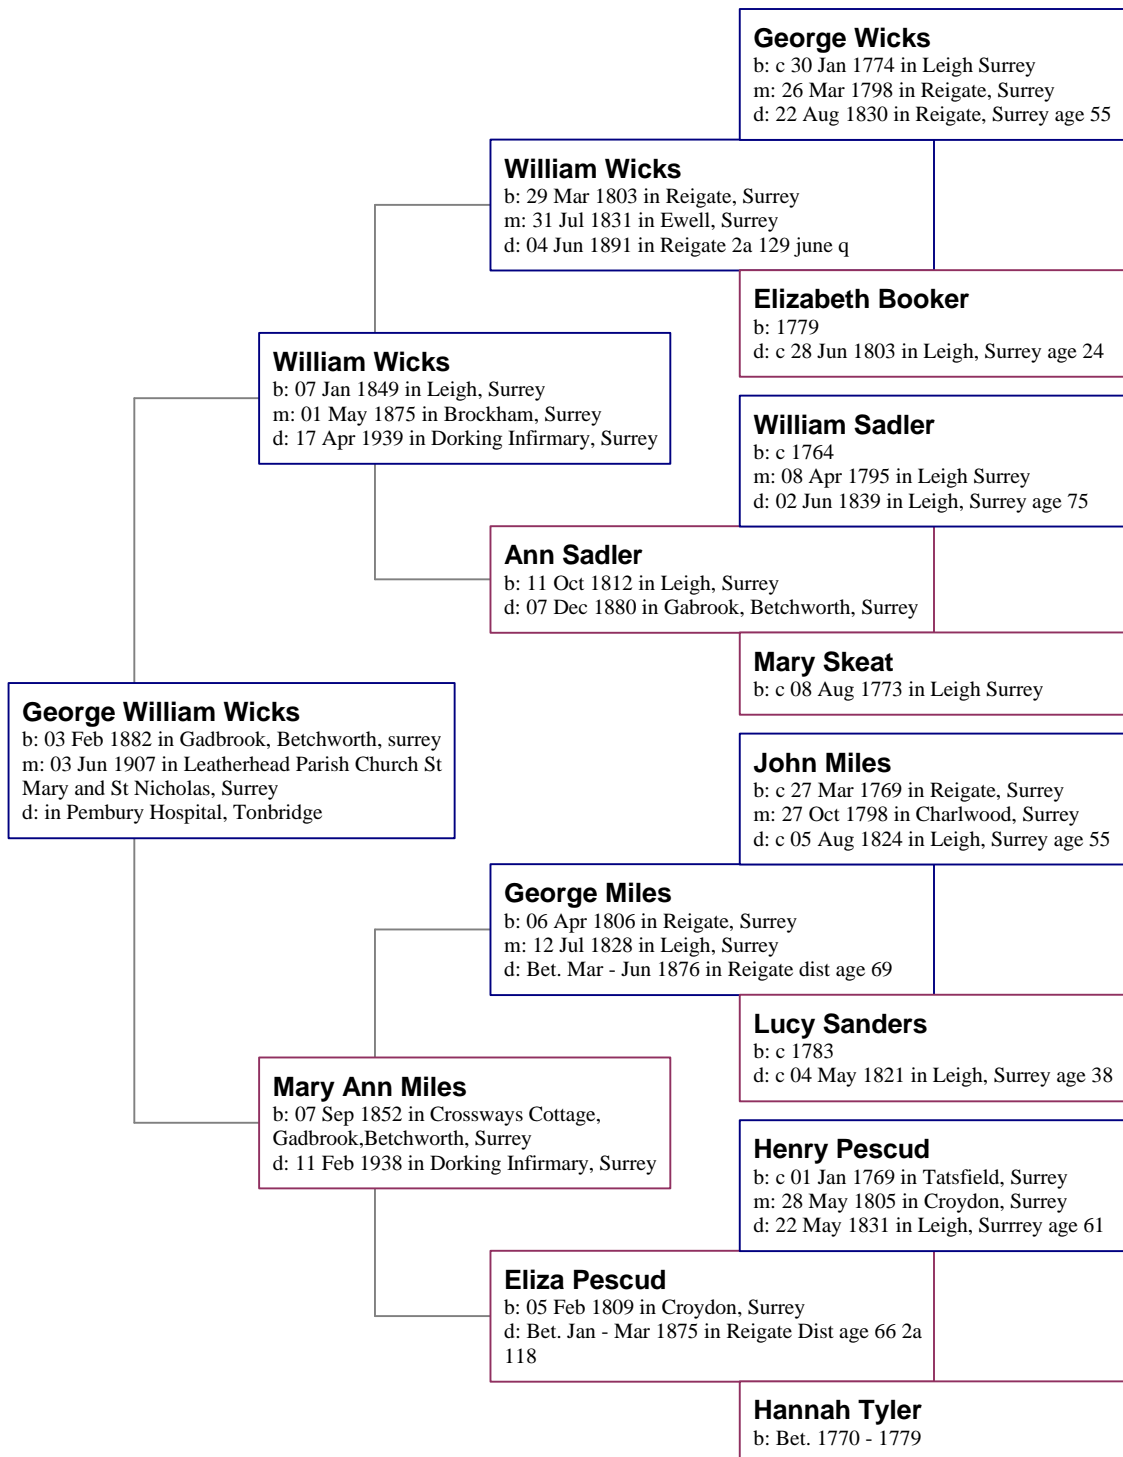 George Wicks
b: c 30 Jan 1774 in Leigh Surrey
m: 26 Mar 1798 in Reigate, Surrey
d: 22 Aug 1830 in Reigate, Surrey age 55
William Wicks
b: 29 Mar 1803 in Reigate, Surrey
m: 31 Jul 1831 in Ewell, Surrey
d: 04 Jun 1891 in Reigate 2a 129 june q
Elizabeth Booker
b: 1779
d: c 28 Jun 1803 in Leigh, Surrey age 24
William Wicks
b: 07 Jan 1849 in Leigh, Surrey
m: 01 May 1875 in Brockham, Surrey
d: 17 Apr 1939 in Dorking Infirmary, Surrey
William Sadler
b: c 1764
m: 08 Apr 1795 in Leigh Surrey
d: 02 Jun 1839 in Leigh, Surrey age 75
Ann Sadler
b: 11 Oct 1812 in Leigh, Surrey
d: 07 Dec 1880 in Gabrook, Betchworth, Surrey
Mary Skeat
b: c 08 Aug 1773 in Leigh Surrey
George William Wicks
b: 03 Feb 1882 in Gadbrook, Betchworth, surrey
m: 03 Jun 1907 in Leatherhead Parish Church St
Mary and St Nicholas, Surrey
d: in Pembury Hospital, Tonbridge
John Miles
b: c 27 Mar 1769 in Reigate, Surrey
m: 27 Oct 1798 in Charlwood, Surrey
d: c 05 Aug 1824 in Leigh, Surrey age 55
George Miles
b: 06 Apr 1806 in Reigate, Surrey
m: 12 Jul 1828 in Leigh, Surrey
d: Bet. Mar - Jun 1876 in Reigate dist age 69
Lucy Sanders
b: c 1783
d: c 04 May 1821 in Leigh, Surrey age 38
Mary Ann Miles
b: 07 Sep 1852 in Crossways Cottage,
Gadbrook,Betchworth, Surrey
d: 11 Feb 1938 in Dorking Infirmary, Surrey
Henry Pescud
b: c 01 Jan 1769 in Tatsfield, Surrey
m: 28 May 1805 in Croydon, Surrey
d: 22 May 1831 in Leigh, Surrrey age 61
Eliza Pescud
b: 05 Feb 1809 in Croydon, Surrey
d: Bet. Jan - Mar 1875 in Reigate Dist age 66 2a
118
Hannah Tyler
b: Bet. 1770 - 1779